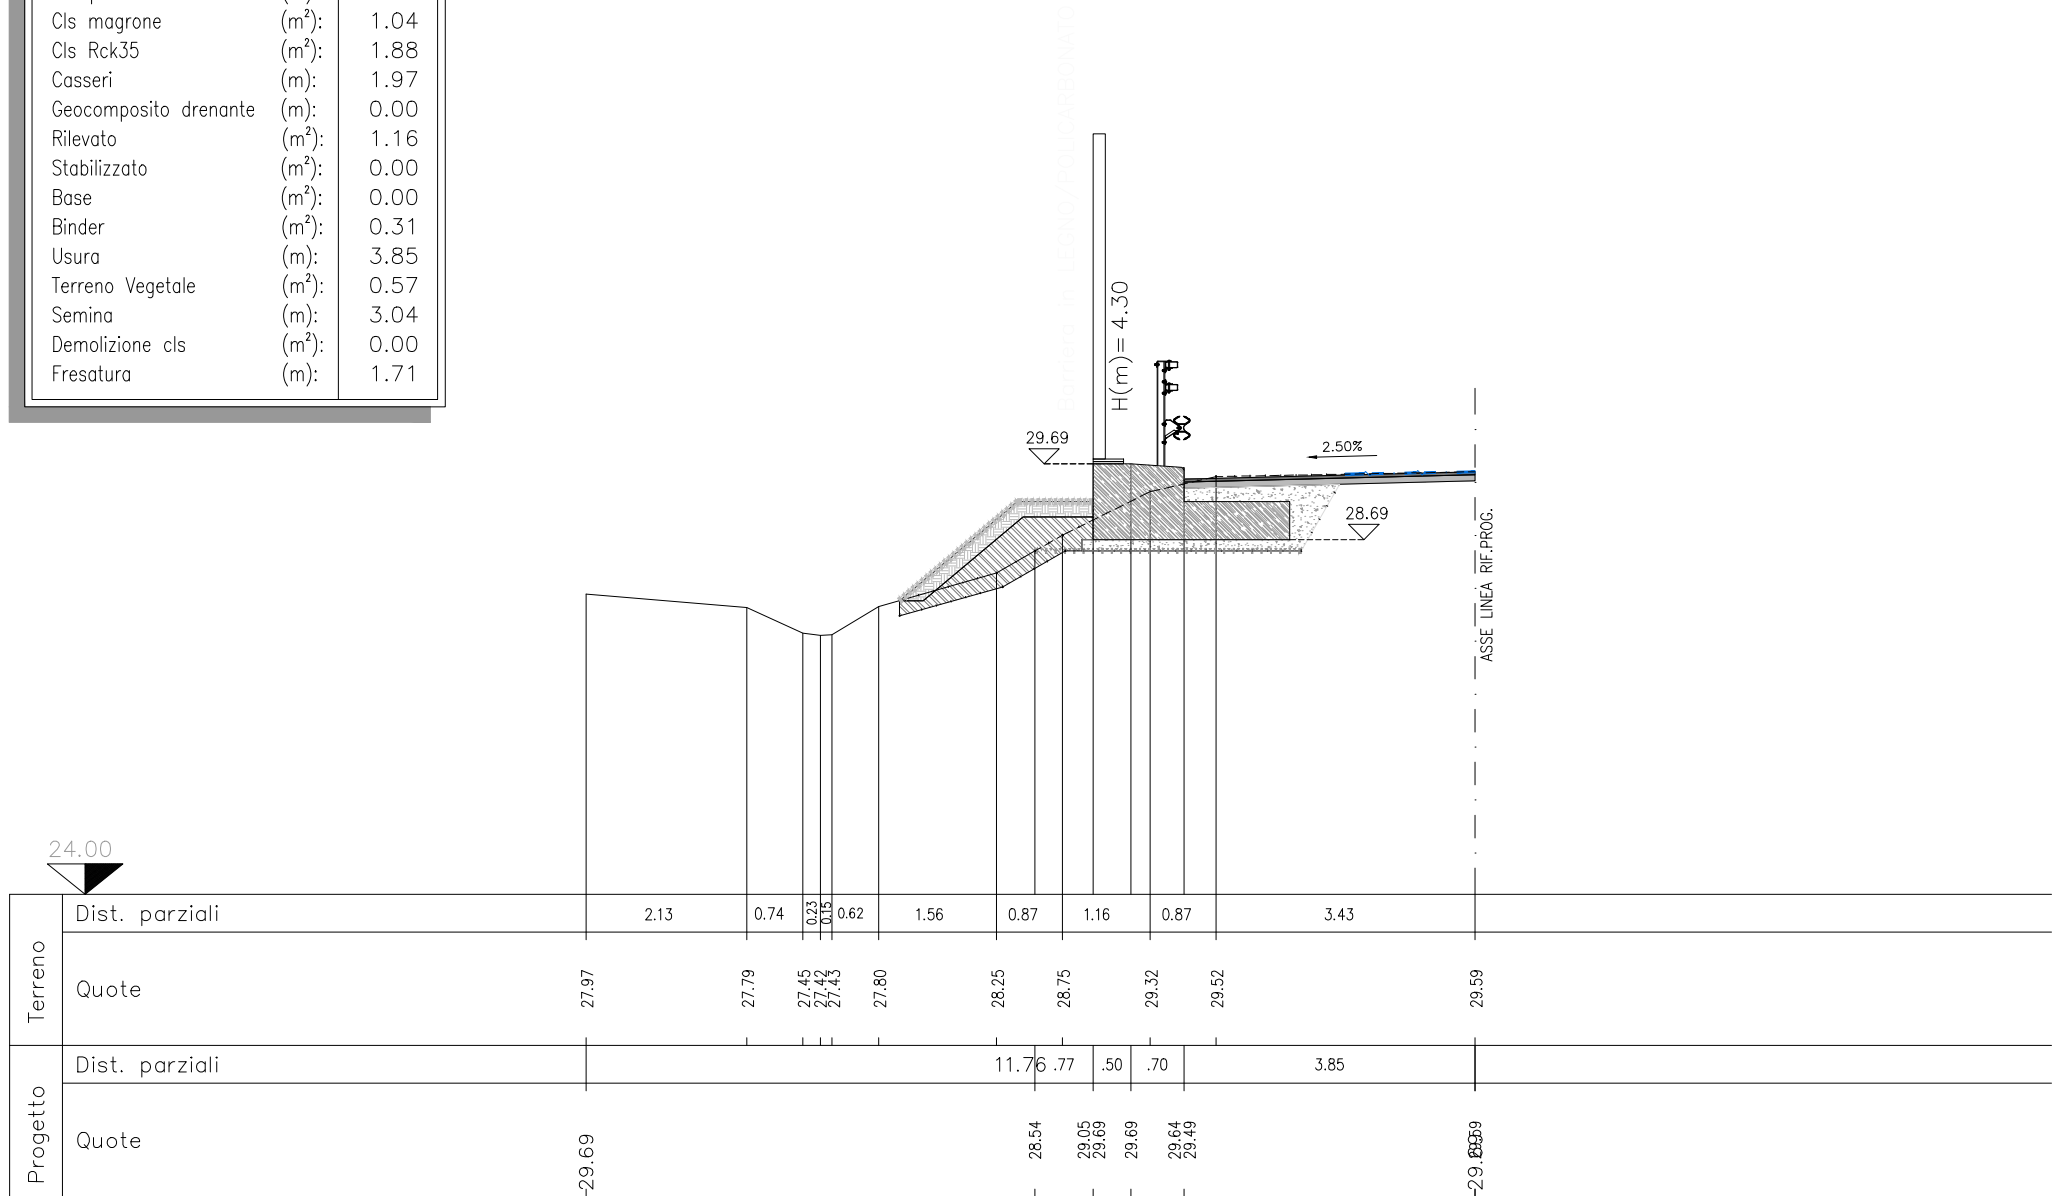 Cls magrone (m²): 1.04
Cls Rck35 (m²): 1.88
Casseri (m): 1.97
Geocomposito drenante (m): 0.00
Rilevato (m²): 1.16
Stabilizzato (m²): 0.00
Base (m²): 0.00
Binder (m²): 0.31
Usura (m): 3.85
Terreno Vegetale (m²): 0.57
Semina (m): 3.04
Demolizione cls (m²): 0.00
Fresatura (m): 1.71
Barriera in LEGNO/POLICARBONATO
H(m)= 4.30
29.69
2.50%
28.69
ASSE LINEA RIF.PROG.
24.00
Terreno
Dist. parziali 2.13 0.74 0.23 0.15 0.62 1.56 0.87 1.16 0.87 3.43
Quote 27.97 27.79 27.45 27.42 27.43 27.80 28.25 28.75 29.32 29.52 29.59
Progetto
Dist. parziali 11.76 .77 .50 .70 3.85
Quote 29.69 28.54 29.05 29.69 29.69 29.64 29.49